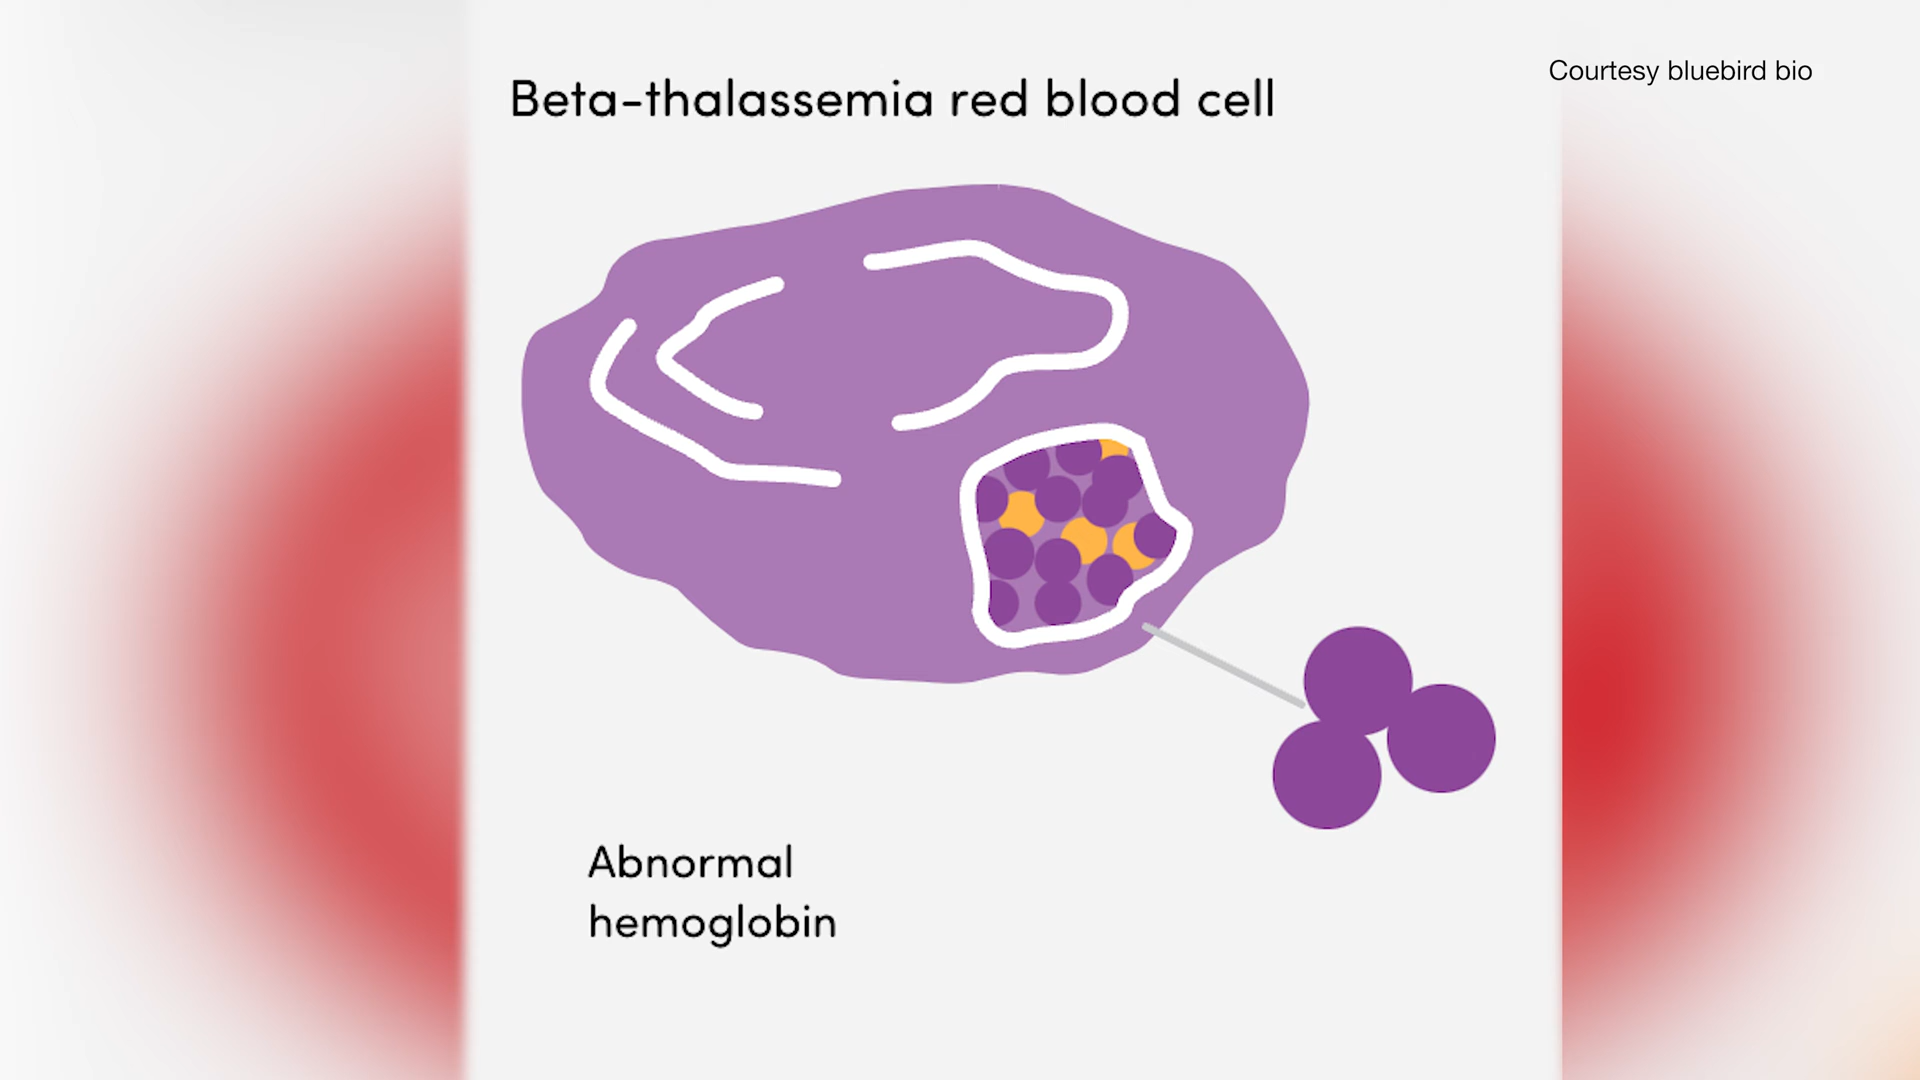 Courtesy bluebird bio
Beta-thalassemia red blood cell
Abnormal
hemoglobin